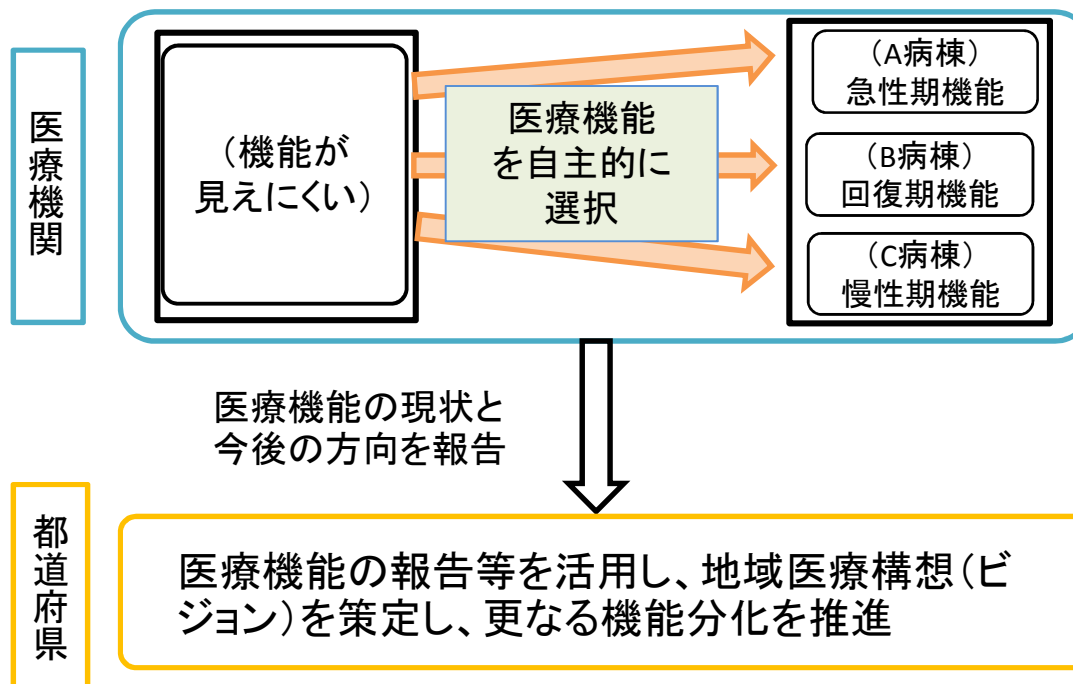 医療機関
（機能が
見えにくい）
医療機能
を自主的に
選択
（A病棟）
急性期機能
（B病棟）
回復期機能
（C病棟）
慢性期機能
医療機能の現状と
今後の方向を報告
都道府県
医療機能の報告等を活用し、地域医療構想（ビ
ジョン）を策定し、更なる機能分化を推進